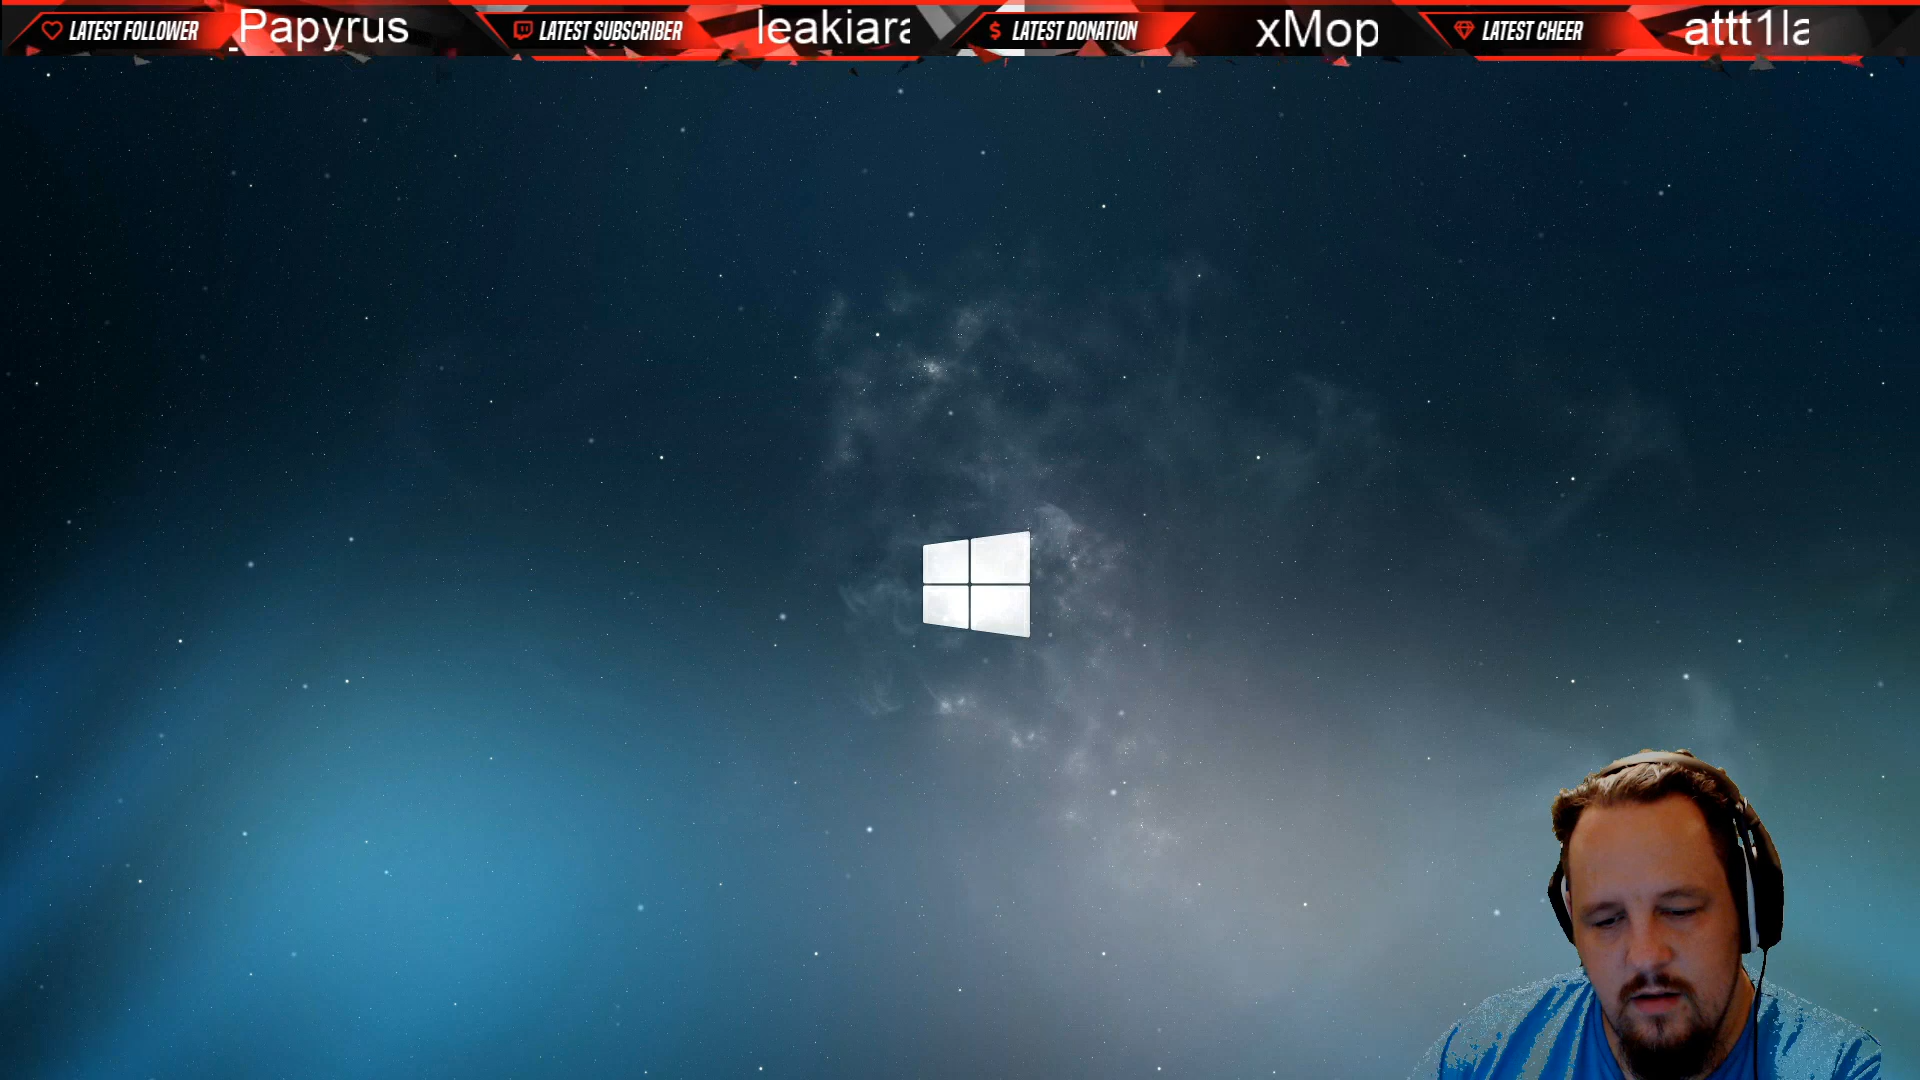 LATEST FOLLOWER
_Papyrus
LATEST SUBSCRIBER
leakiara
LATEST DONATION
xMop
LATEST CHEER
attt1la